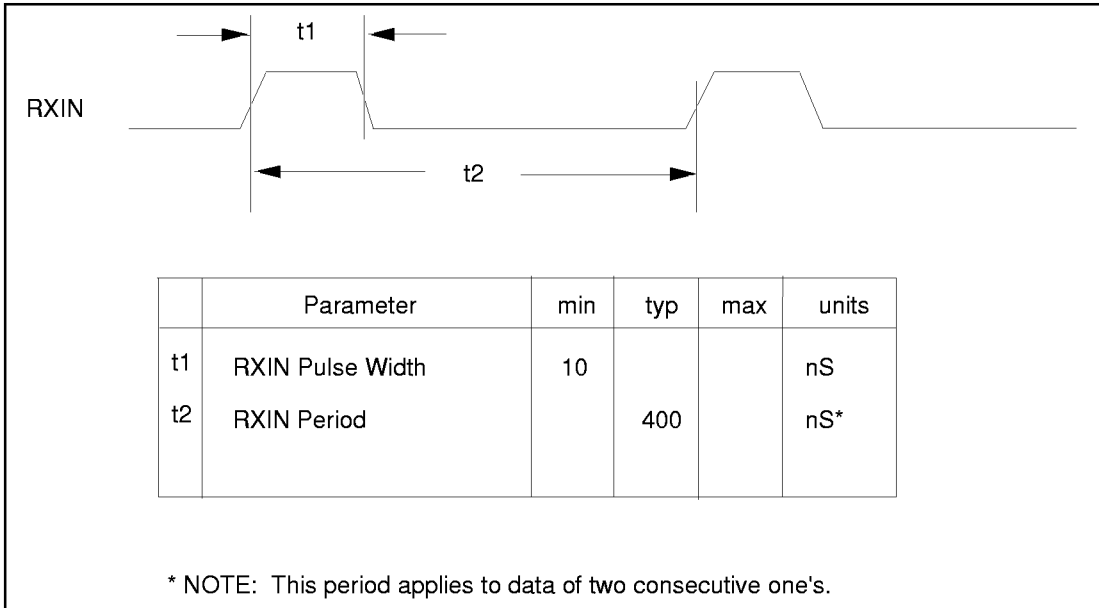 t1
RXIN
t2
Parameter min typ max units
t1 RXIN Pulse Width 10 nS
t2 RXIN Period 400 nS*
* NOTE: This period applies to data of two consecutive one's.